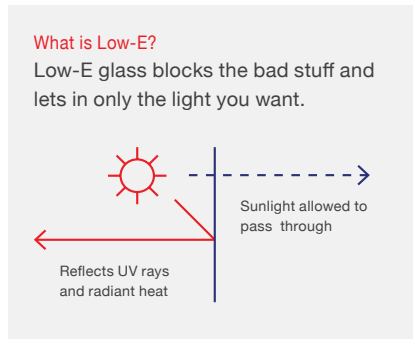 What is Low-E?
Low-E glass blocks the bad stuff and
lets in only the light you want.
Sunlight allowed to
pass through
Reflects UV rays
and radiant heat